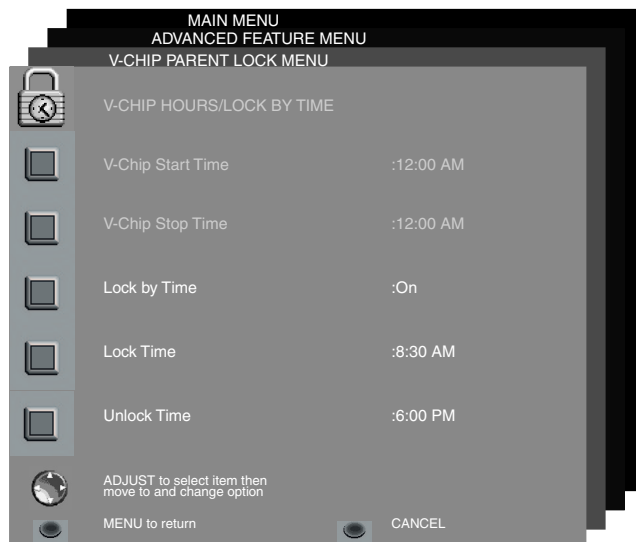 MAIN MENU
ADVANCED FEATURE MENU
V-CHIP PARENT LOCK MENU
V-CHIP HOURS/LOCK BY TIME
V-Chip Start Time :12:00 AM
V-Chip Stop Time :12:00 AM
Lock by Time :On
Lock Time :8:30 AM
Unlock Time :6:00 PM
ADJUST to select item then
move to and change option
MENU to return CANCEL